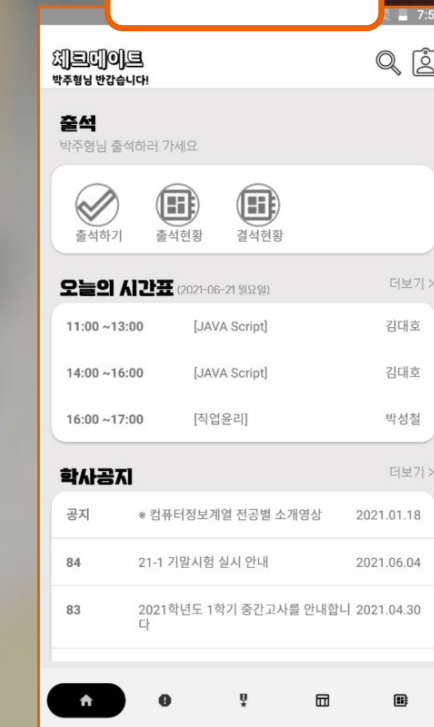 7:5
체크메이트
박주형님 반갑습니다!
출석
박주형님 출석하러 가세요
출석하기 출석현황 결석현황
오늘의 시간표 (2021-06-21 월요일) 더보기 >
11:00 ~13:00 [JAVA Script] 김대호
14:00 ~16:00 [JAVA Script] 김대호
16:00 ~17:00 [직업윤리] 박성철
학사공지 더보기 >
공지 ※ 컴퓨터정보계열 전공별 소개영상 2021.01.18
84 21-1 기말시험 실시 안내 2021.06.04
83 2021학년도 1학기 중간고사를 안내합니 2021.04.30
다